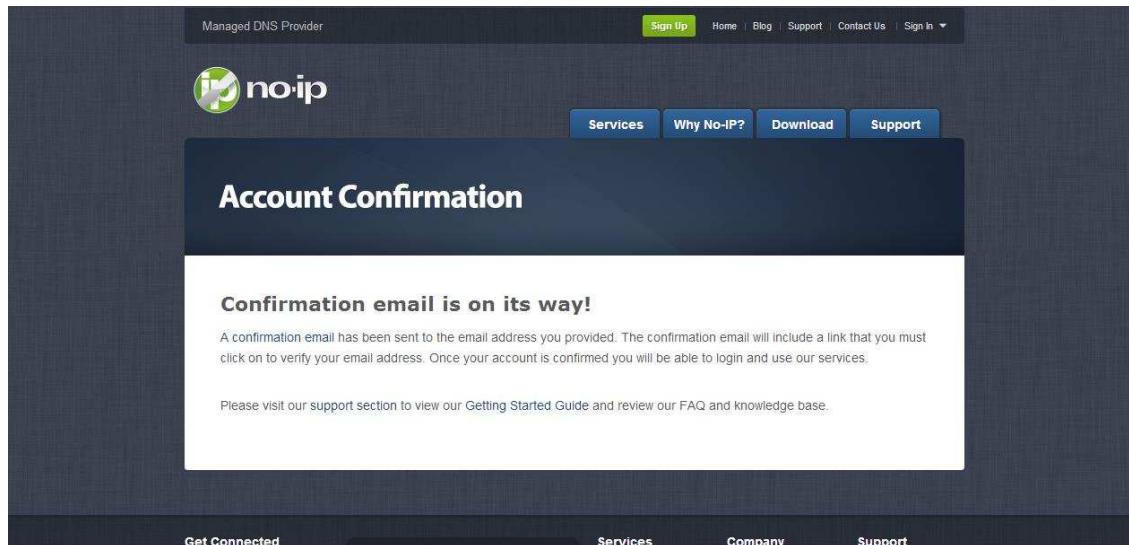 Managed DNS Provider
Sign Up Home Blog Support Contact Us Sign In
no·ip
Services Why No-IP? Download Support
Account Confirmation
Confirmation email is on its way!
A confirmation email has been sent to the email address you provided. The confirmation email will include a link that you must
click on to verify your email address. Once your account is confirmed you will be able to login and use our services.
Please visit our support section to view our Getting Started Guide and review our FAQ and knowledge base.
Get Connected Services Company Support